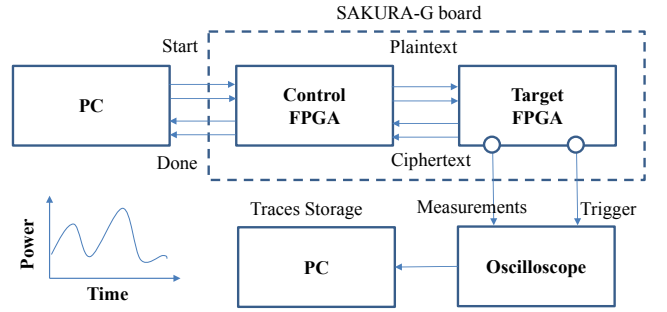 SAKURA-G board
Start
Plaintext
PC
Control
FPGA
Target
FPGA
Done
Ciphertext
Measurements
Trigger
Traces Storage
Power
PC
Oscilloscope
Time